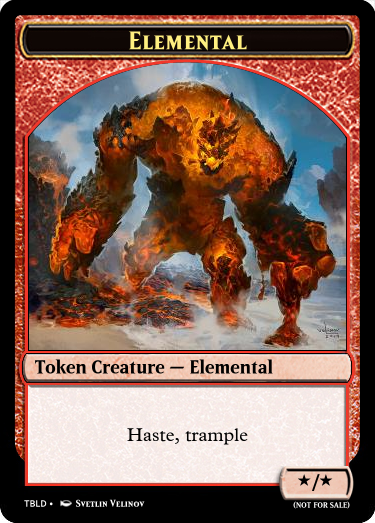 Elemental
Token Creature — Elemental
Haste, trample
★/★
TBLD • Svetlin Velinov
(NOT FOR SALE)